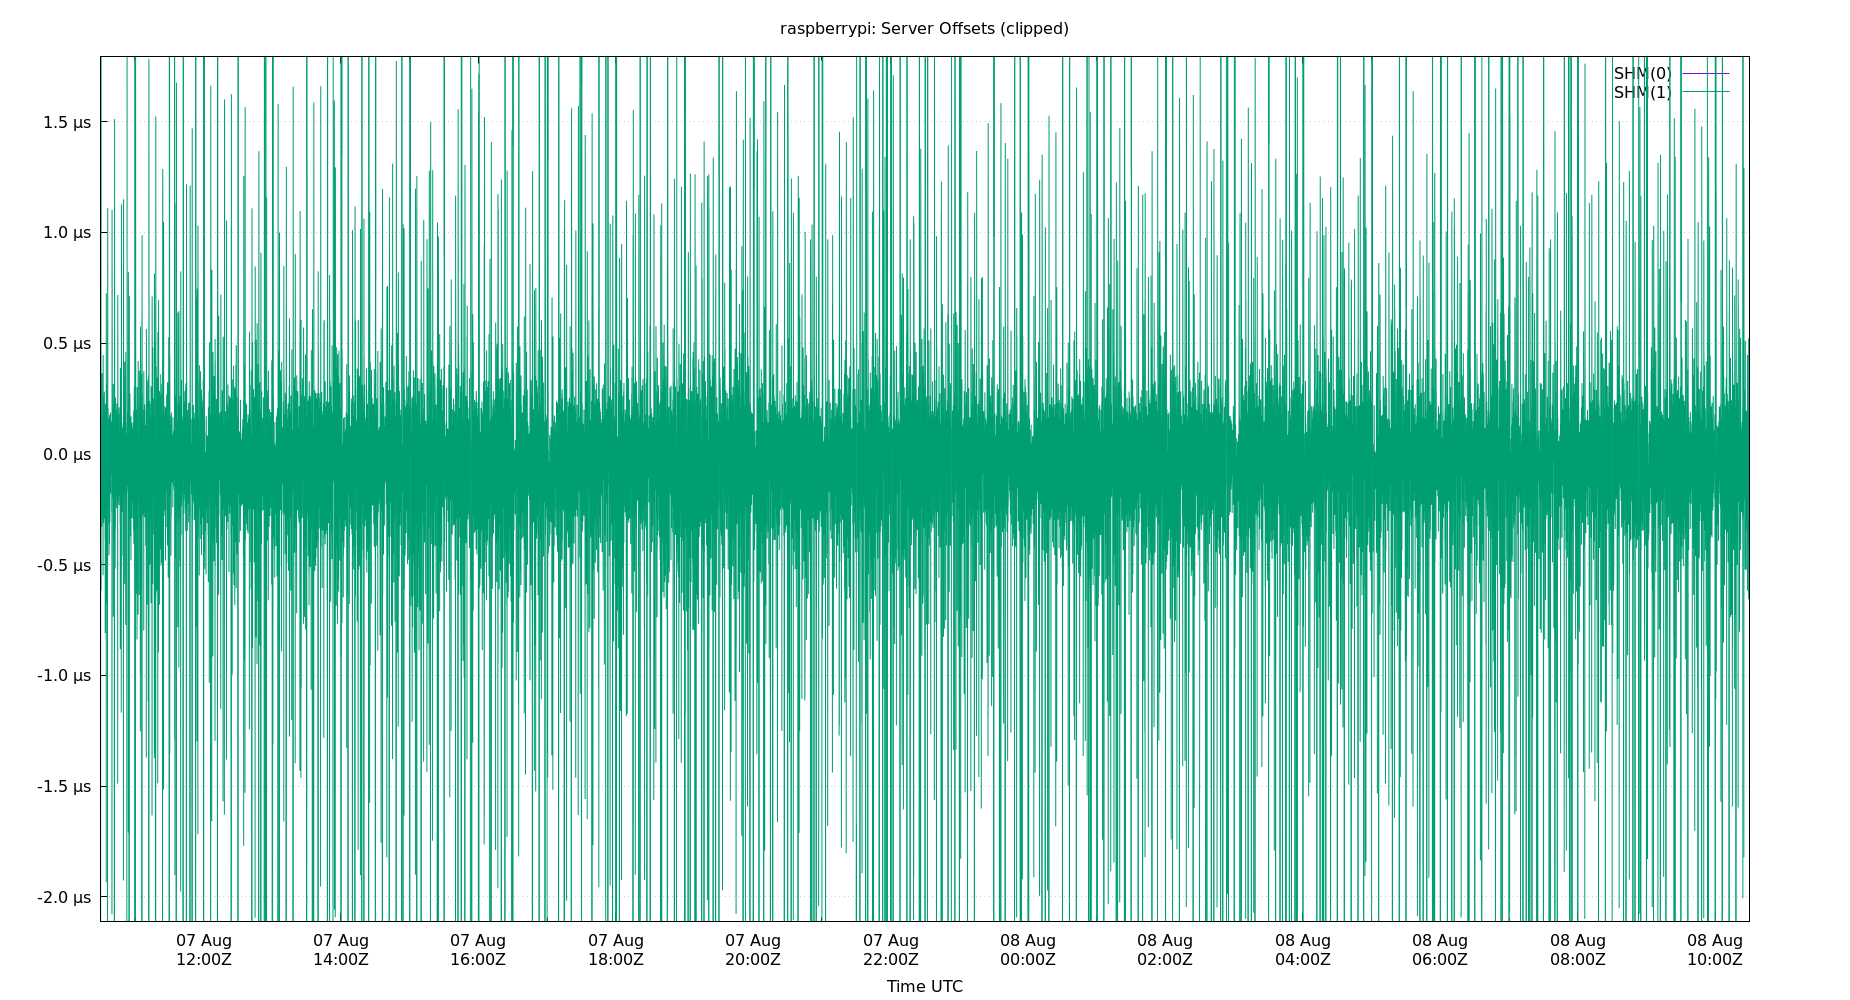 raspberrypi: Server Offsets (clipped)
SHM(0)
SHM(1)
1.5 µs
1.0 µs
0.5 µs
0.0 µs
-0.5 µs
-1.0 µs
-1.5 µs
-2.0 µs
07 Aug 07 Aug 07 Aug 07 Aug 07 Aug 07 Aug 08 Aug 08 Aug 08 Aug 08 Aug 08 Aug 08 Aug
12:00Z 14:00Z 16:00Z 18:00Z 20:00Z 22:00Z 00:00Z 02:00Z 04:00Z 06:00Z 08:00Z 10:00Z
Time UTC